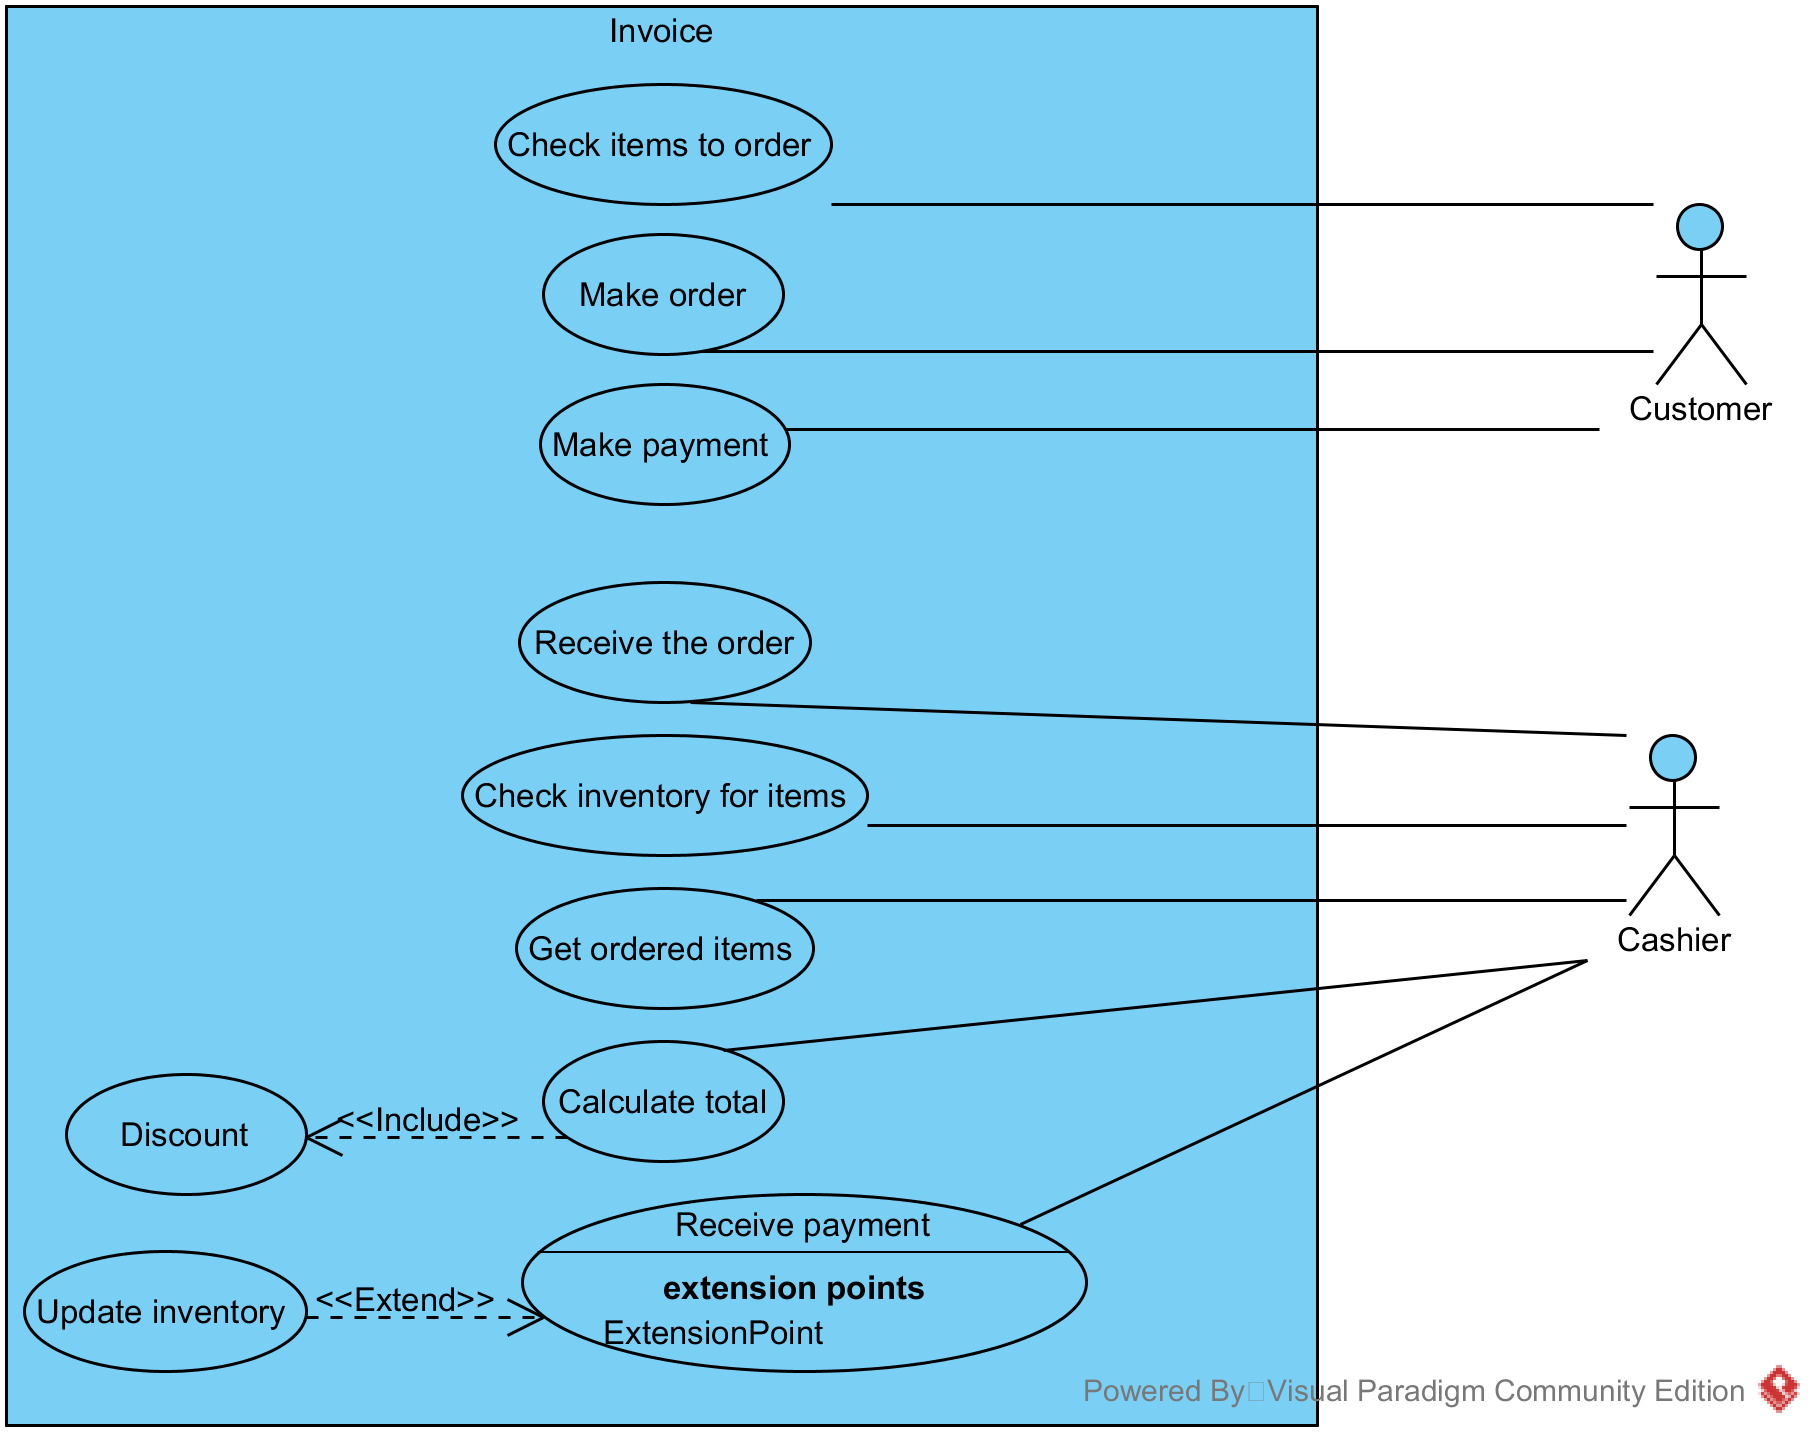 Invoice
Check items to order
Make order
Customer
Make payment
Receive the order
Check inventory for items
Cashier
Get ordered items
Calculate total
<<Include>>
Discount
Receive payment
extension points
<<Extend>>
Update inventory
ExtensionPoint
Powered By Visual Paradigm Community Edition